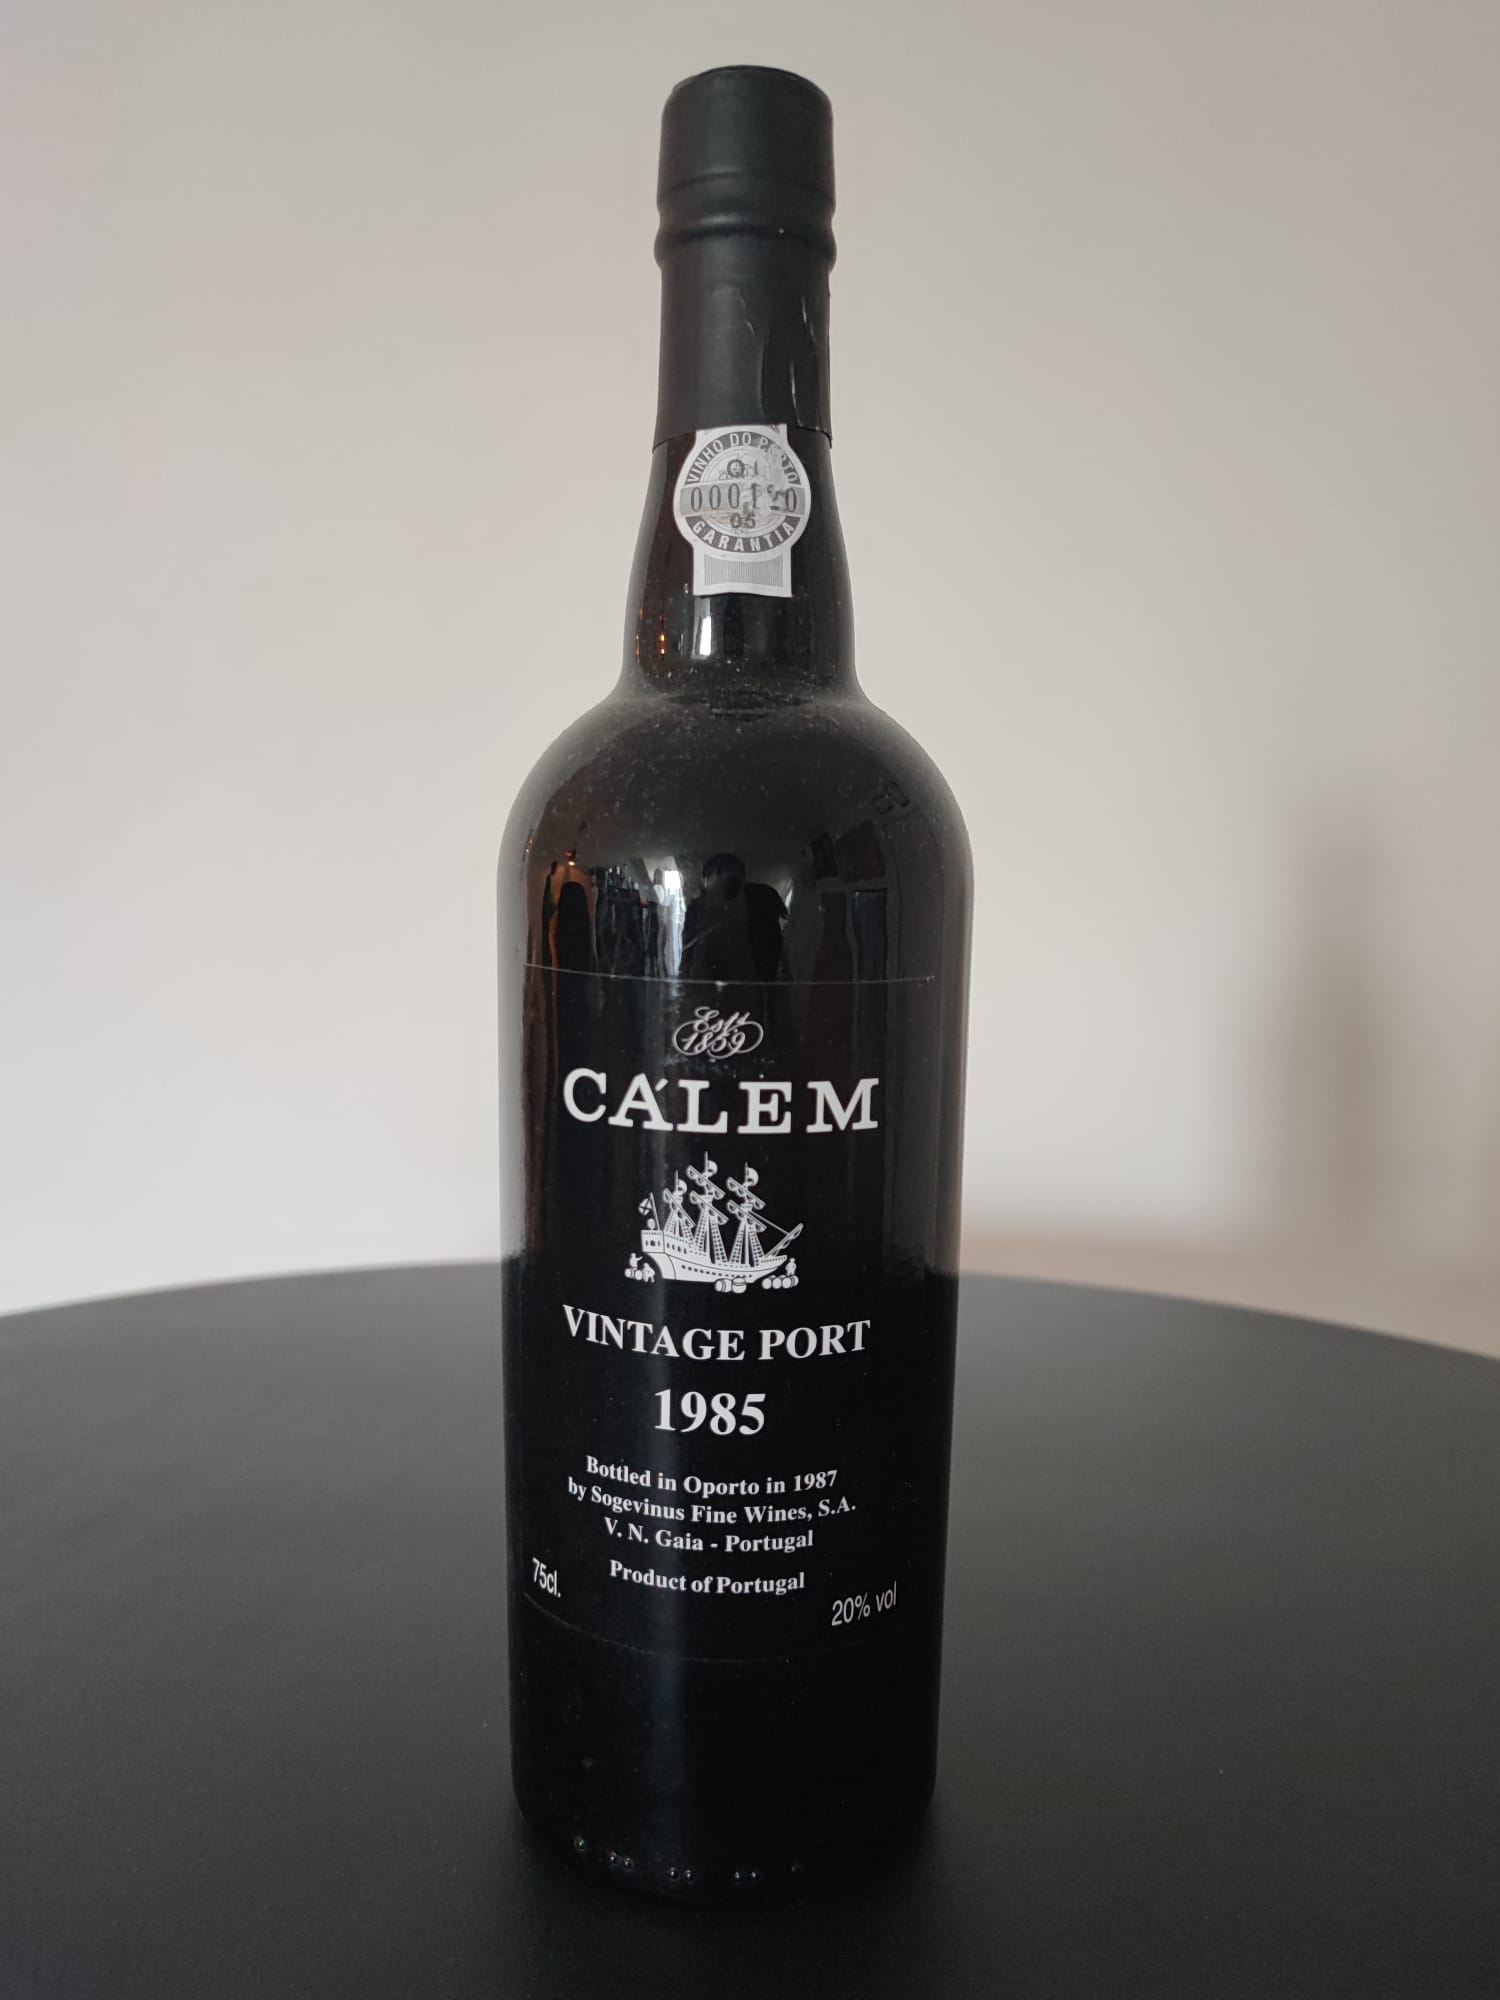 VINHO DO PORTO
000120
05
GARANTIA
Estd
1859
CÁLEM
VINTAGE PORT
1985
Bottled in Oporto in 1987
by Sogevinus Fine Wines, S.A.
V. N. Gaia - Portugal
Product of Portugal
75cl.
20% vol